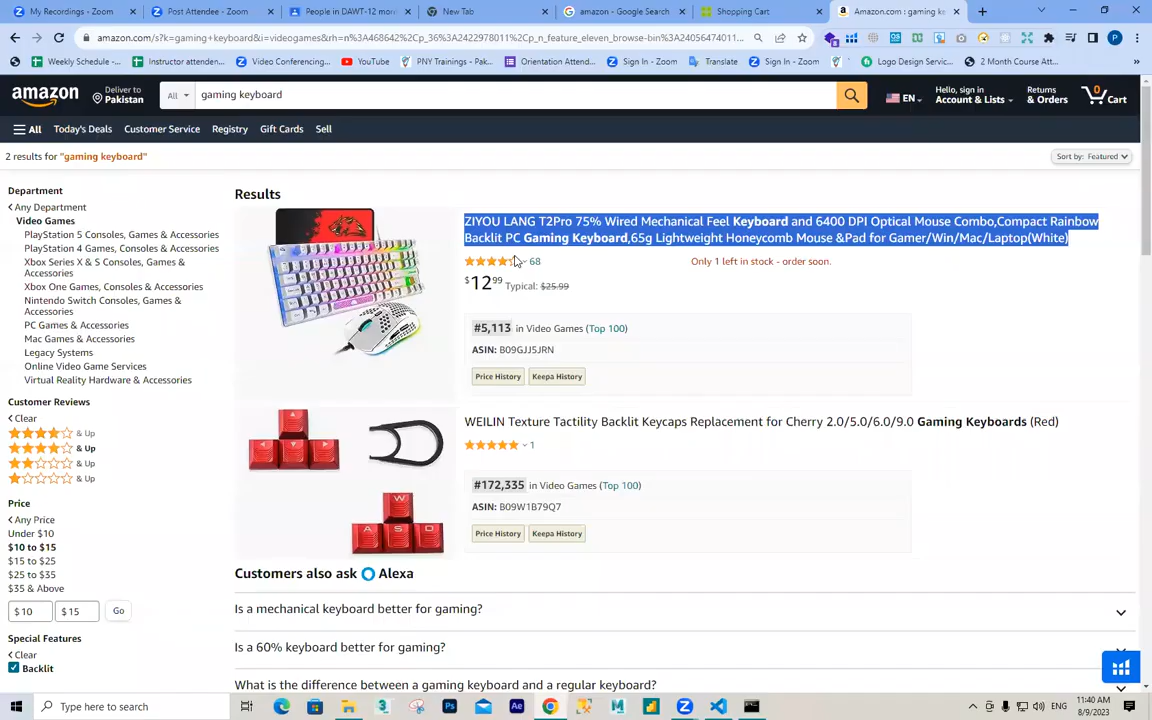 My Recordings - Zoom
Post Attendee - Zoom
People in DAWT-12 mor
New Tab
amazon - Google Search
Shopping Cart
Amazon.com : gaming ke
amazon.com/s?k=gaming+keyboard&i=videogames&rh=n%3A468642%2Cp_36%3A2422978011%2Cp_n_feature_eleven_browse-bin%3A24056474011...
Weekly Schedule -...
Instructor attenden...
Video Conferencing,...
YouTube
PNY Trainings - Pak...
Orientation Attend...
Sign In - Zoom
Translate
Sign In - Zoom
Logo Design Servic...
2 Month Course Att...
amazon
Deliver to
Pakistan
All
gaming keyboard
EN
Hello, sign in
Account & Lists
Returns
& Orders
0
Cart
All
Today's Deals
Customer Service
Registry
Gift Cards
Sell
2 results for "gaming keyboard"
Sort by: Featured
Department
Any Department
Video Games
PlayStation 5 Consoles, Games & Accessories
PlayStation 4 Games, Consoles & Accessories
Xbox Series X & S Consoles, Games &
Accessories
Xbox One Games, Consoles & Accessories
Nintendo Switch Consoles, Games &
Accessories
PC Games & Accessories
Mac Games & Accessories
Legacy Systems
Online Video Game Services
Virtual Reality Hardware & Accessories
Customer Reviews
Clear
& Up
& Up
& Up
& Up
Price
Any Price
Under $10
$10 to $15
$15 to $25
$25 to $35
$35 & Above
$ 10
$ 15
Go
Special Features
Clear
Backlit
Results
ZIYOU LANG T2Pro 75% Wired Mechanical Feel Keyboard and 6400 DPI Optical Mouse Combo,Compact Rainbow
Backlit PC Gaming Keyboard,65g Lightweight Honeycomb Mouse &Pad for Gamer/Win/Mac/Laptop(White)
68
Only 1 left in stock - order soon.
$12 99 Typical: $25.99
#5,113 in Video Games (Top 100)
ASIN: B09GJJ5JRN
Price History
Keepa History
WEILIN Texture Tactility Backlit Keycaps Replacement for Cherry 2.0/5.0/6.0/9.0 Gaming Keyboards (Red)
1
#172,335 in Video Games (Top 100)
ASIN: B09W1B79Q7
Price History
Keepa History
W
A
S
D
Customers also ask Alexa
Is a mechanical keyboard better for gaming?
Is a 60% keyboard better for gaming?
What is the difference between a gaming keyboard and a regular keyboard?
Type here to search
11:40 AM
8/9/2023